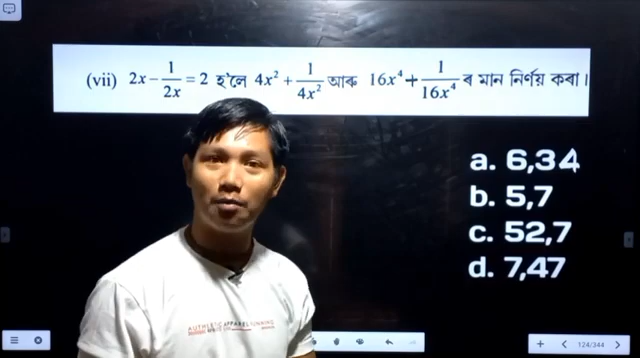 (vii) 2x − 1/2x = 2 হ'লে 4x² + 1/4x² আৰু 16x⁴ + 1/16x⁴ ৰ মান নিৰ্ণয় কৰা।
a. 6,34
b. 5,7
c. 52,7
d. 7,47
124/344